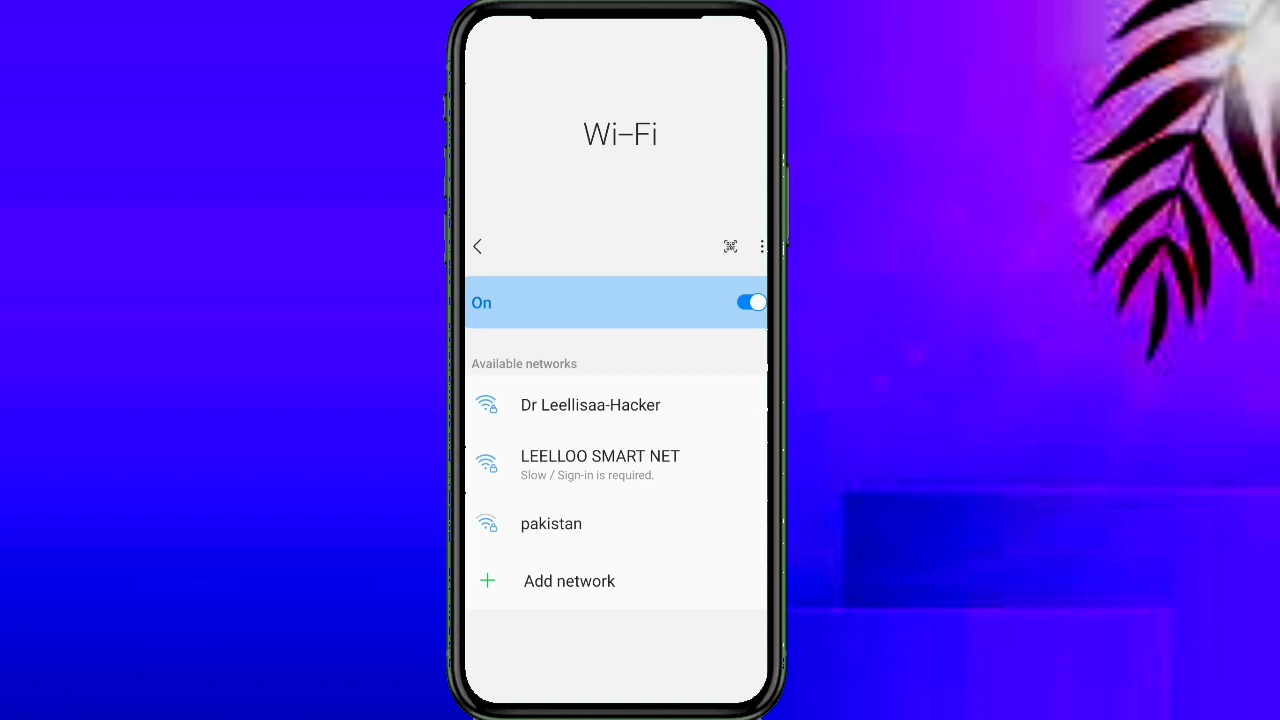 Wi-Fi
On
Available networks
Dr Leellisaa-Hacker
LEELLOO SMART NET
Slow / Sign-in is required.
pakistan
Add network